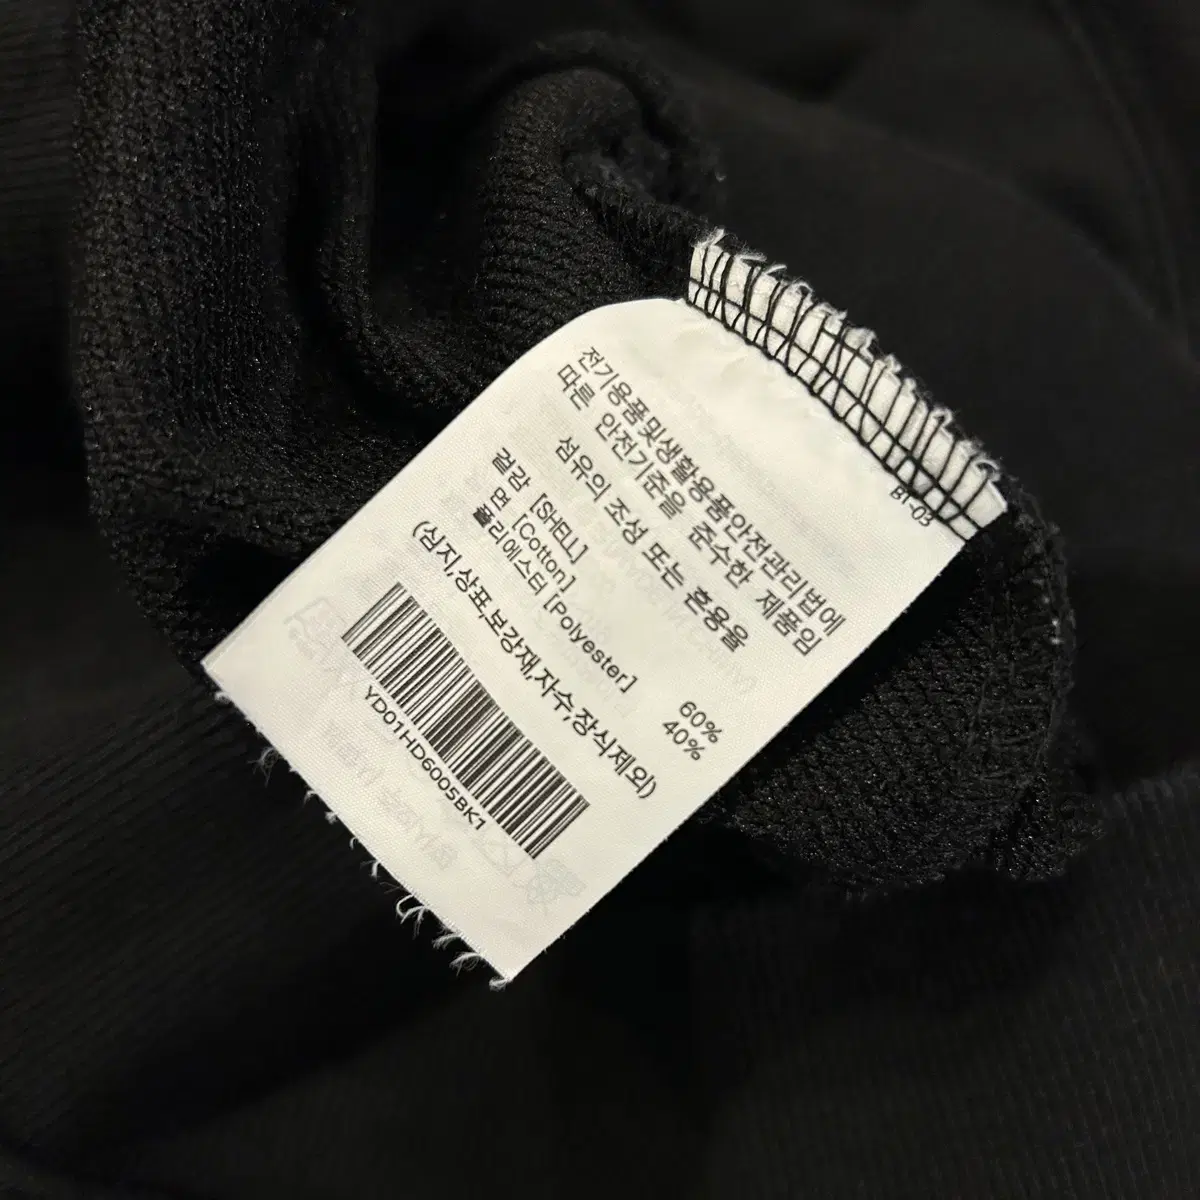 BT-03
전기용품및생활용품안전관리법에
따른 안전기준을 준수한 제품임
섬유의 조성 또는 혼용율
겉감 [SHELL]
면 [Cotton] 60%
폴리에스터 [Polyester] 40%
(심지,상표,보강재,자수,장식제외)
YD01HD6005BK1